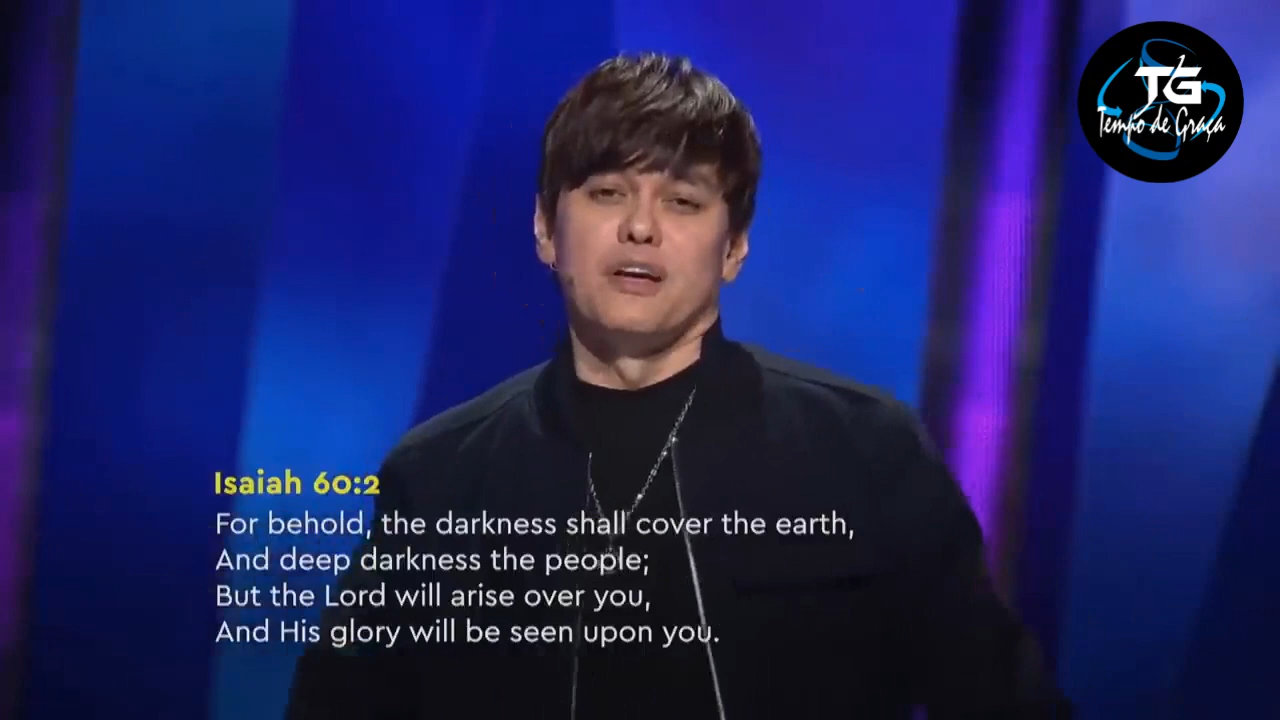 TG
Tempo de Graça
Isaiah 60:2
For behold, the darkness shall cover the earth,
And deep darkness the people;
But the Lord will arise over you,
And His glory will be seen upon you.